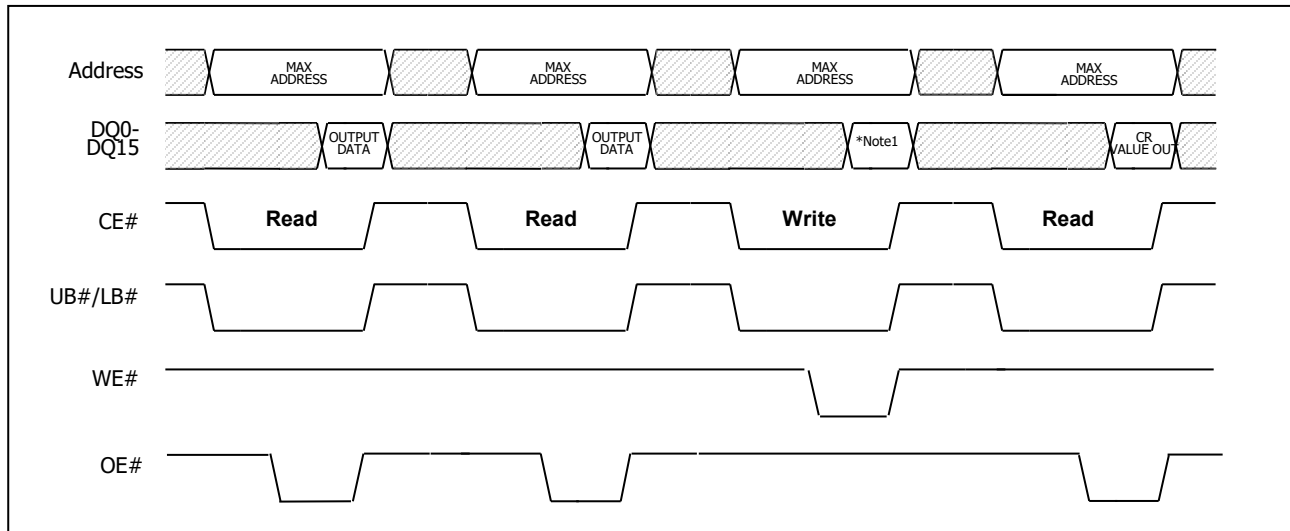 Address
MAX
ADDRESS
MAX
ADDRESS
MAX
ADDRESS
MAX
ADDRESS
DQ0-
DQ15
OUTPUT
DATA
OUTPUT
DATA
*Note1
CR
VALUE OUT
CE#
Read
Read
Write
Read
UB#/LB#
WE#
OE#